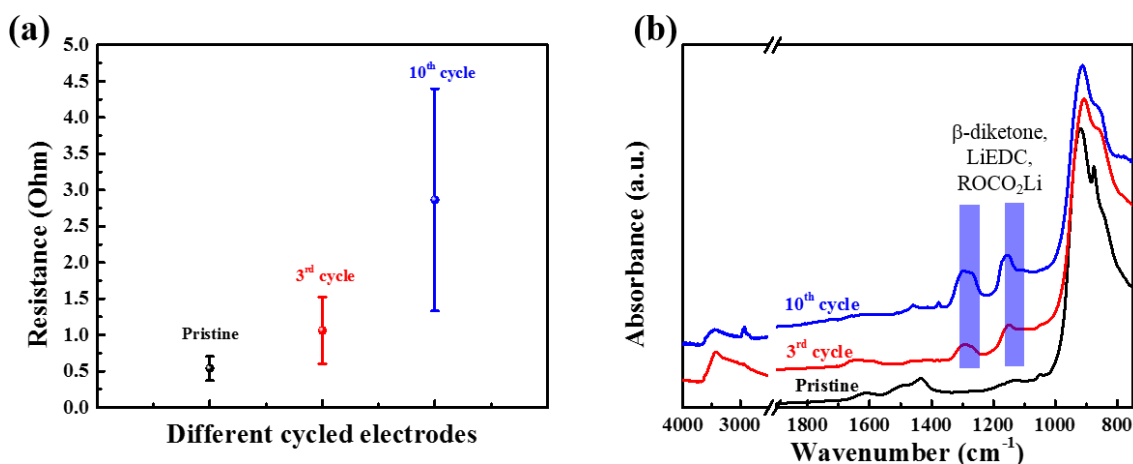 (a)
Resistance (Ohm)
5.0
4.5
4.0
3.5
3.0
2.5
2.0
1.5
1.0
0.5
0.0
Pristine
3rd cycle
10th cycle
Different cycled electrodes
(b)
Absorbance (a.u.)
β-diketone,
LiEDC,
ROCO₂Li
10th cycle
3rd cycle
Pristine
4000 3000 1800 1600 1400 1200 1000 800
Wavenumber (cm⁻¹)